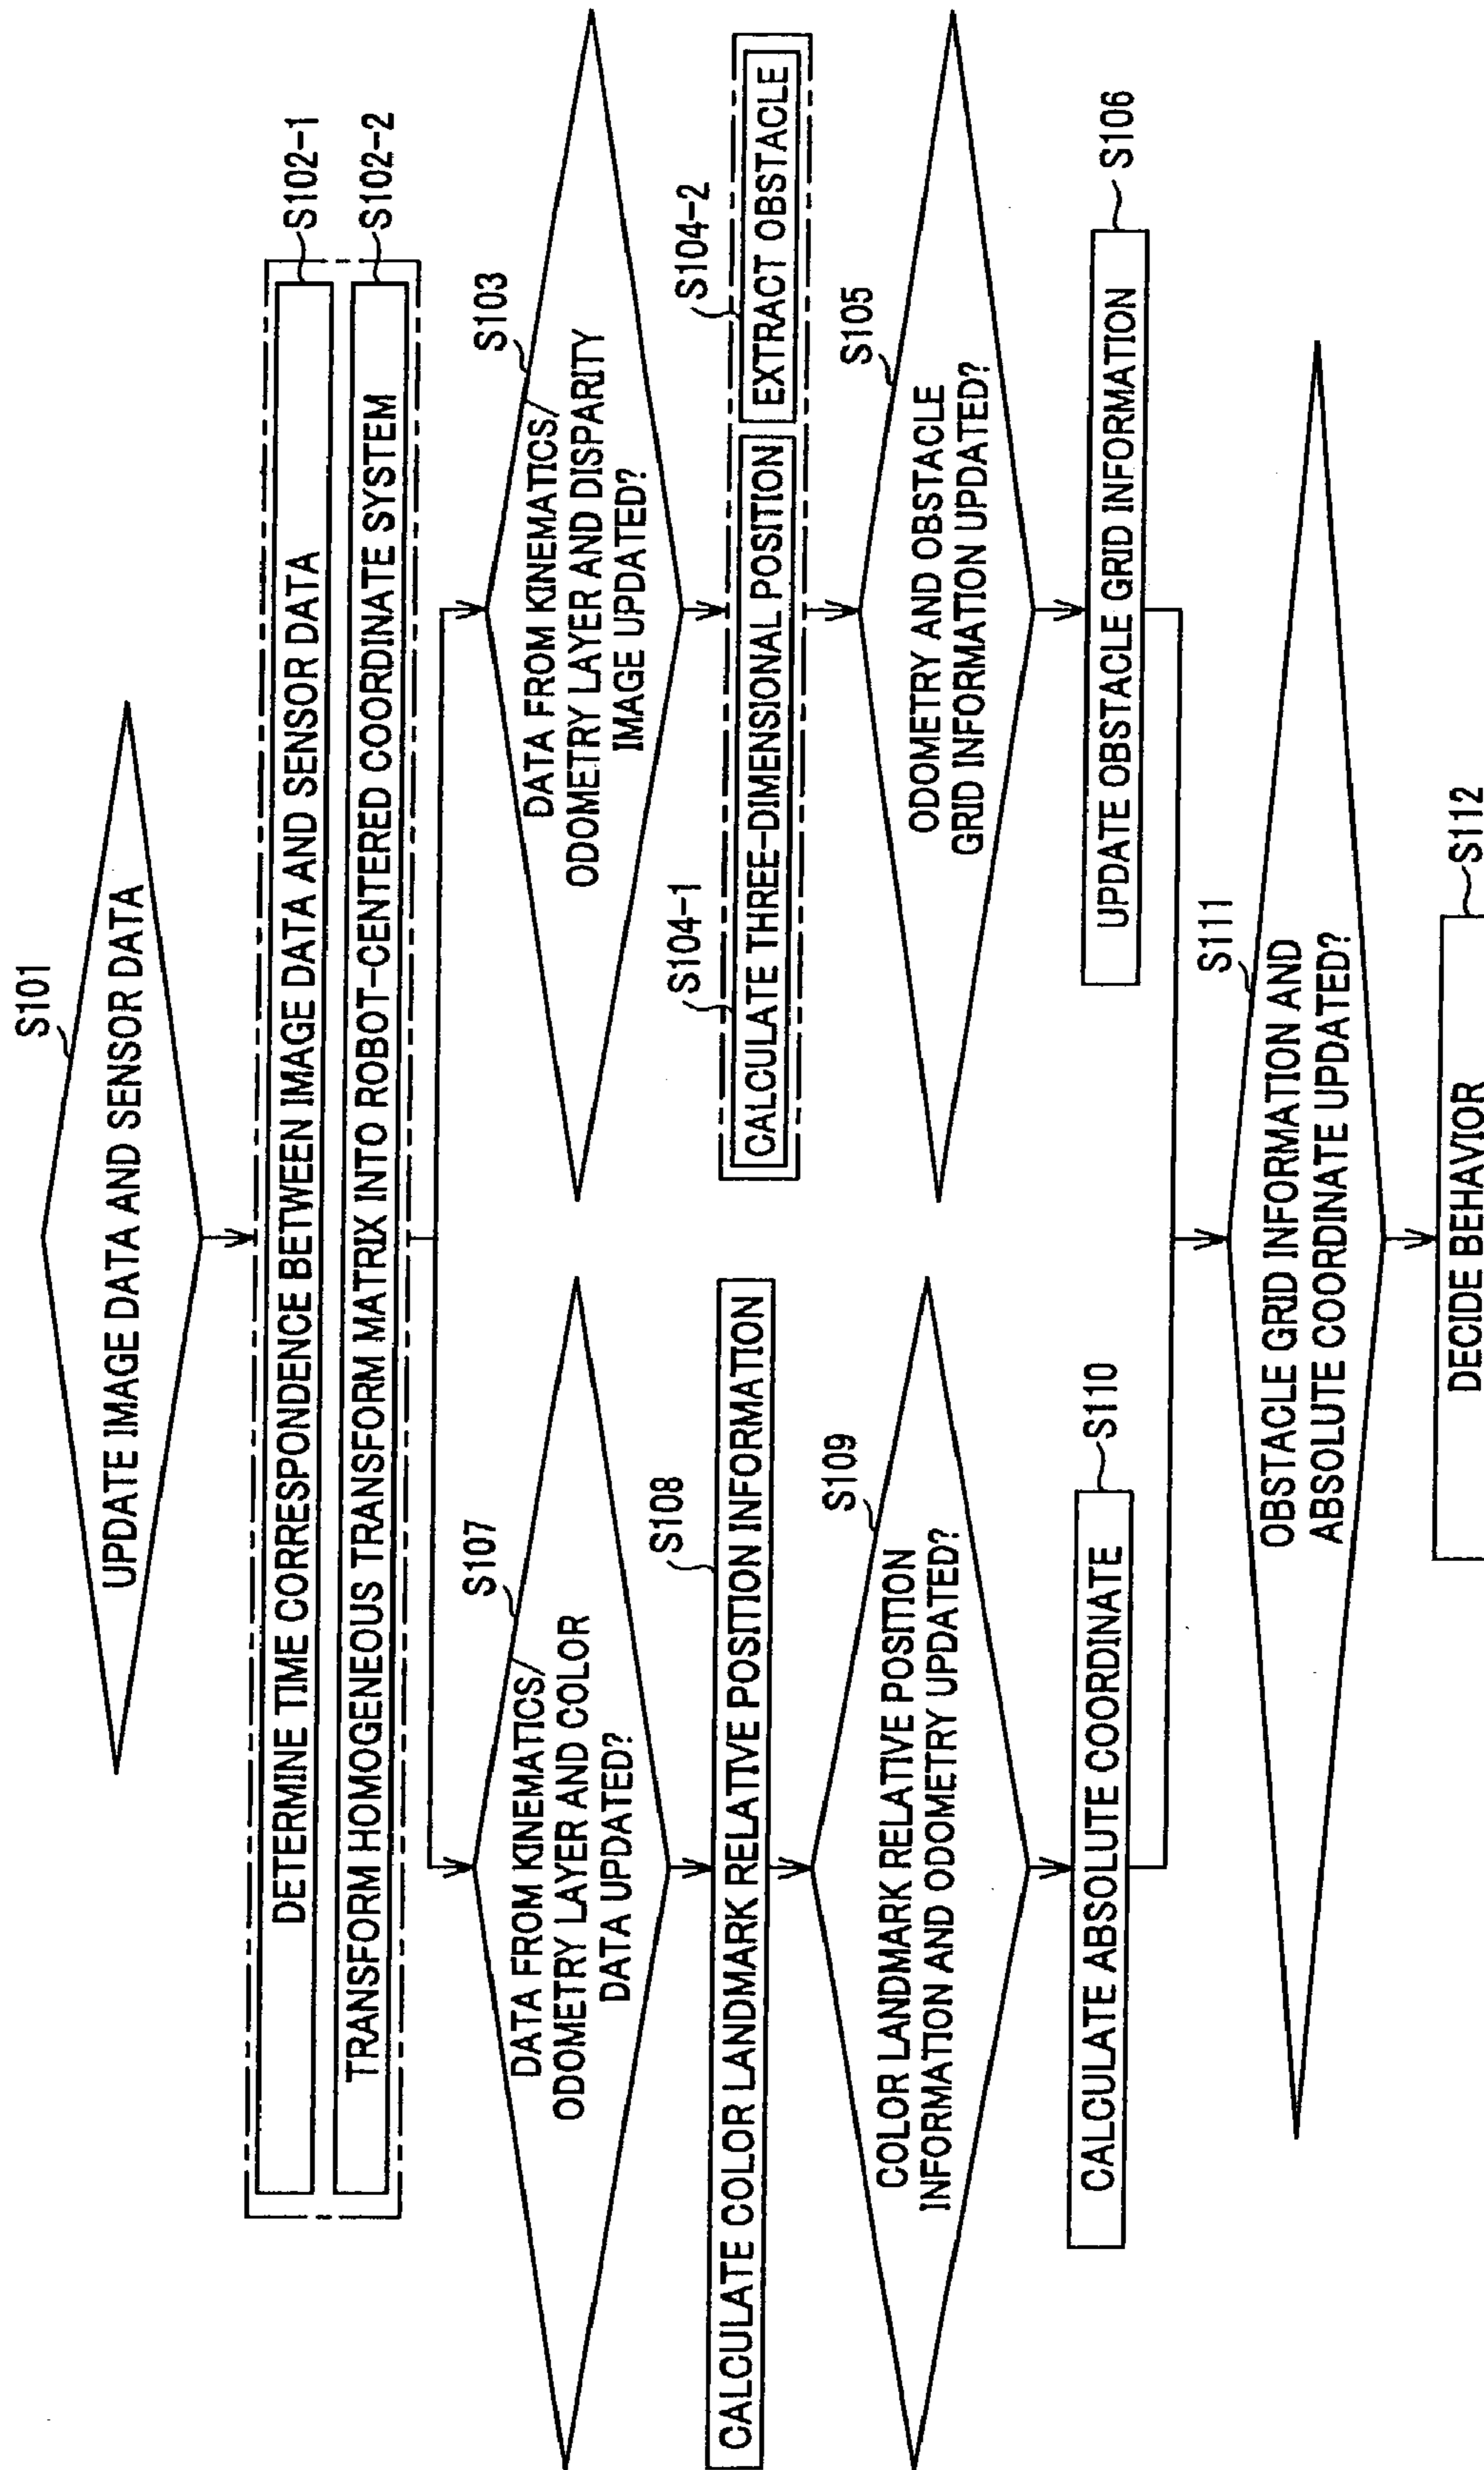 S101
UPDATE IMAGE DATA AND SENSOR DATA
DETERMINE TIME CORRESPONDENCE BETWEEN IMAGE DATA AND SENSOR DATA
S102-1
TRANSFORM HOMOGENEOUS TRANSFORM MATRIX INTO ROBOT-CENTERED COORDINATE SYSTEM
S102-2
S107
DATA FROM KINEMATICS/
ODOMETRY LAYER AND COLOR
DATA UPDATED?
S108
CALCULATE COLOR LANDMARK RELATIVE POSITION INFORMATION
S109
COLOR LANDMARK RELATIVE POSITION
INFORMATION AND ODOMETRY UPDATED?
CALCULATE ABSOLUTE COORDINATE
S110
S103
DATA FROM KINEMATICS/
ODOMETRY LAYER AND DISPARITY
IMAGE UPDATED?
S104-1
S104-2
CALCULATE THREE-DIMENSIONAL POSITION
EXTRACT OBSTACLE
S105
ODOMETRY AND OBSTACLE
GRID INFORMATION UPDATED?
UPDATE OBSTACLE GRID INFORMATION
S106
S111
OBSTACLE GRID INFORMATION AND
ABSOLUTE COORDINATE UPDATED?
DECIDE BEHAVIOR
S112